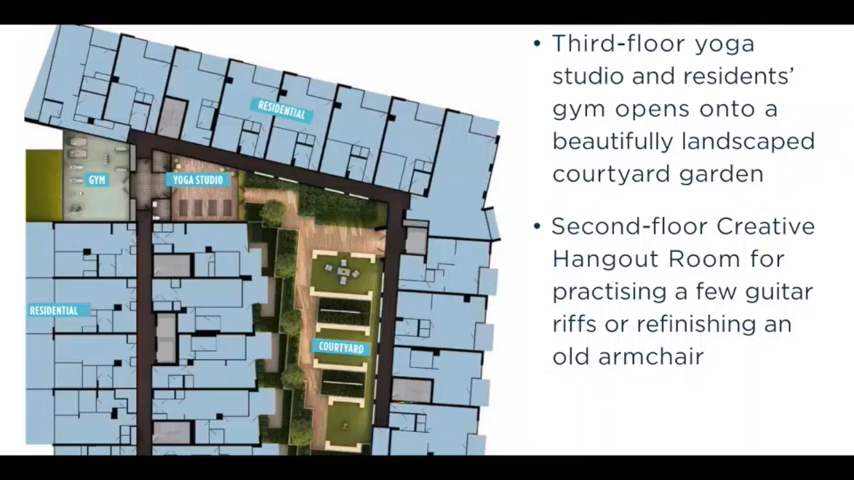 RESIDENTIAL
GYM
YOGA STUDIO
RESIDENTIAL
COURTYARD
• Third-floor yoga
studio and residents’
gym opens onto a
beautifully landscaped
courtyard garden
• Second-floor Creative
Hangout Room for
practising a few guitar
riffs or refinishing an
old armchair